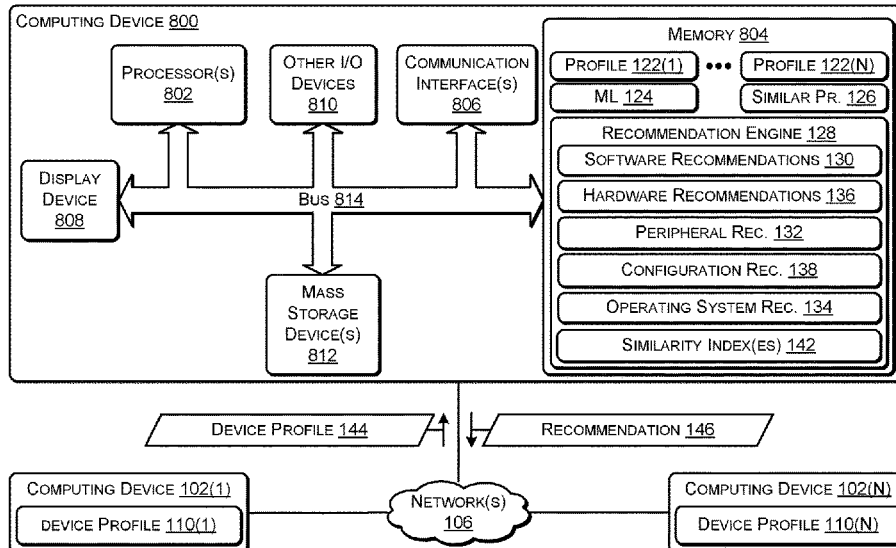 COMPUTING DEVICE 800
PROCESSOR(S)
802
OTHER I/O
DEVICES
810
COMMUNICATION
INTERFACE(S)
806
DISPLAY
DEVICE
808
BUS 814
MASS
STORAGE
DEVICE(S)
812
MEMORY 804
PROFILE 122(1)
PROFILE 122(N)
ML 124
SIMILAR PR. 126
RECOMMENDATION ENGINE 128
SOFTWARE RECOMMENDATIONS 130
HARDWARE RECOMMENDATIONS 136
PERIPHERAL REC. 132
CONFIGURATION REC. 138
OPERATING SYSTEM REC. 134
SIMILARITY INDEX(ES) 142
DEVICE PROFILE 144
RECOMMENDATION 146
COMPUTING DEVICE 102(1)
DEVICE PROFILE 110(1)
NETWORK(S)
106
COMPUTING DEVICE 102(N)
DEVICE PROFILE 110(N)